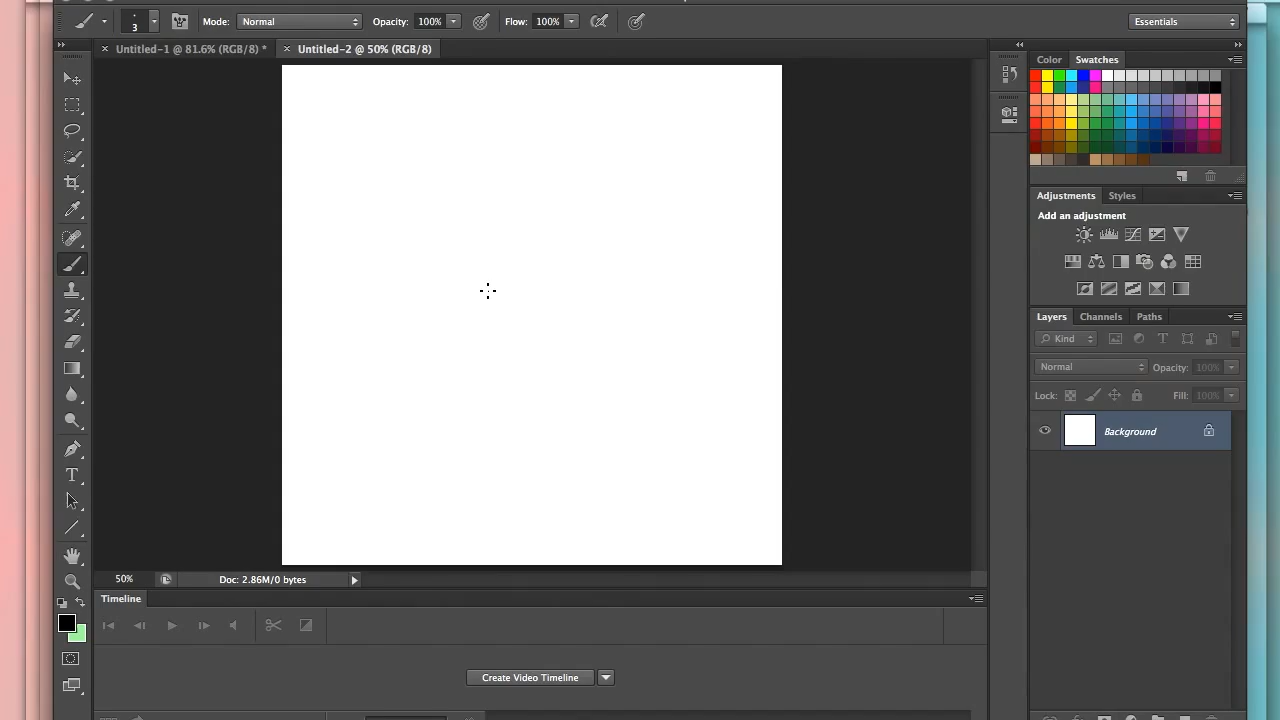 3 Mode: Normal Opacity: 100% Flow: 100% Essentials
Untitled-1 @ 81.6% (RGB/8) * Untitled-2 @ 50% (RGB/8)
Color Swatches
Adjustments Styles
Add an adjustment
Layers Channels Paths
Kind
Normal Opacity: 100%
Lock: Fill: 100%
Background
50% Doc: 2.86M/0 bytes
Timeline
Create Video Timeline